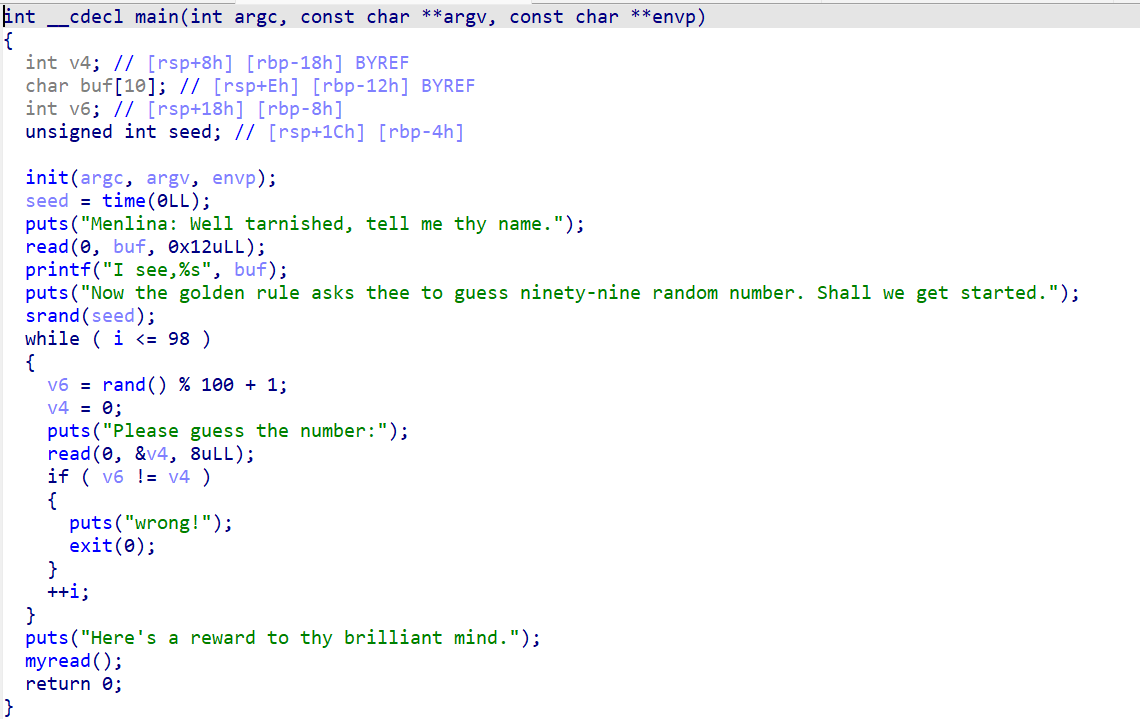 int __cdecl main(int argc, const char **argv, const char **envp)
{
  int v4; // [rsp+8h] [rbp-18h] BYREF
  char buf[10]; // [rsp+Eh] [rbp-12h] BYREF
  int v6; // [rsp+18h] [rbp-8h]
  unsigned int seed; // [rsp+1Ch] [rbp-4h]

  init(argc, argv, envp);
  seed = time(0LL);
  puts("Menlina: Well tarnished, tell me thy name.");
  read(0, buf, 0x12uLL);
  printf("I see,%s", buf);
  puts("Now the golden rule asks thee to guess ninety-nine random number. Shall we get started.");
  srand(seed);
  while ( i <= 98 )
  {
    v6 = rand() % 100 + 1;
    v4 = 0;
    puts("Please guess the number:");
    read(0, &v4, 8uLL);
    if ( v6 != v4 )
    {
      puts("wrong!");
      exit(0);
    }
    ++i;
  }
  puts("Here's a reward to thy brilliant mind.");
  myread();
  return 0;
}